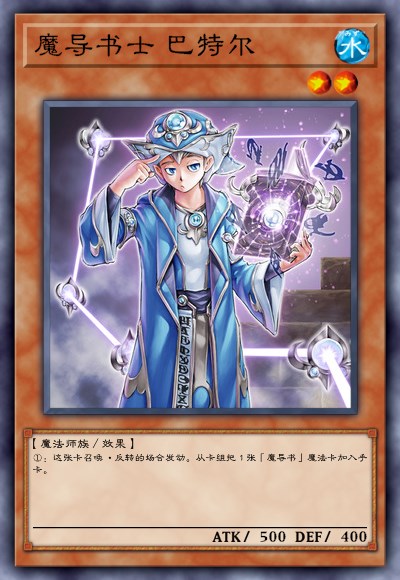 魔导书士 巴特尔
水
【魔法师族/效果】
①：这张卡召唤·反转的场合发动。从卡组把1张「魔导书」魔法卡加入手
卡。
ATK/ 500 DEF/ 400